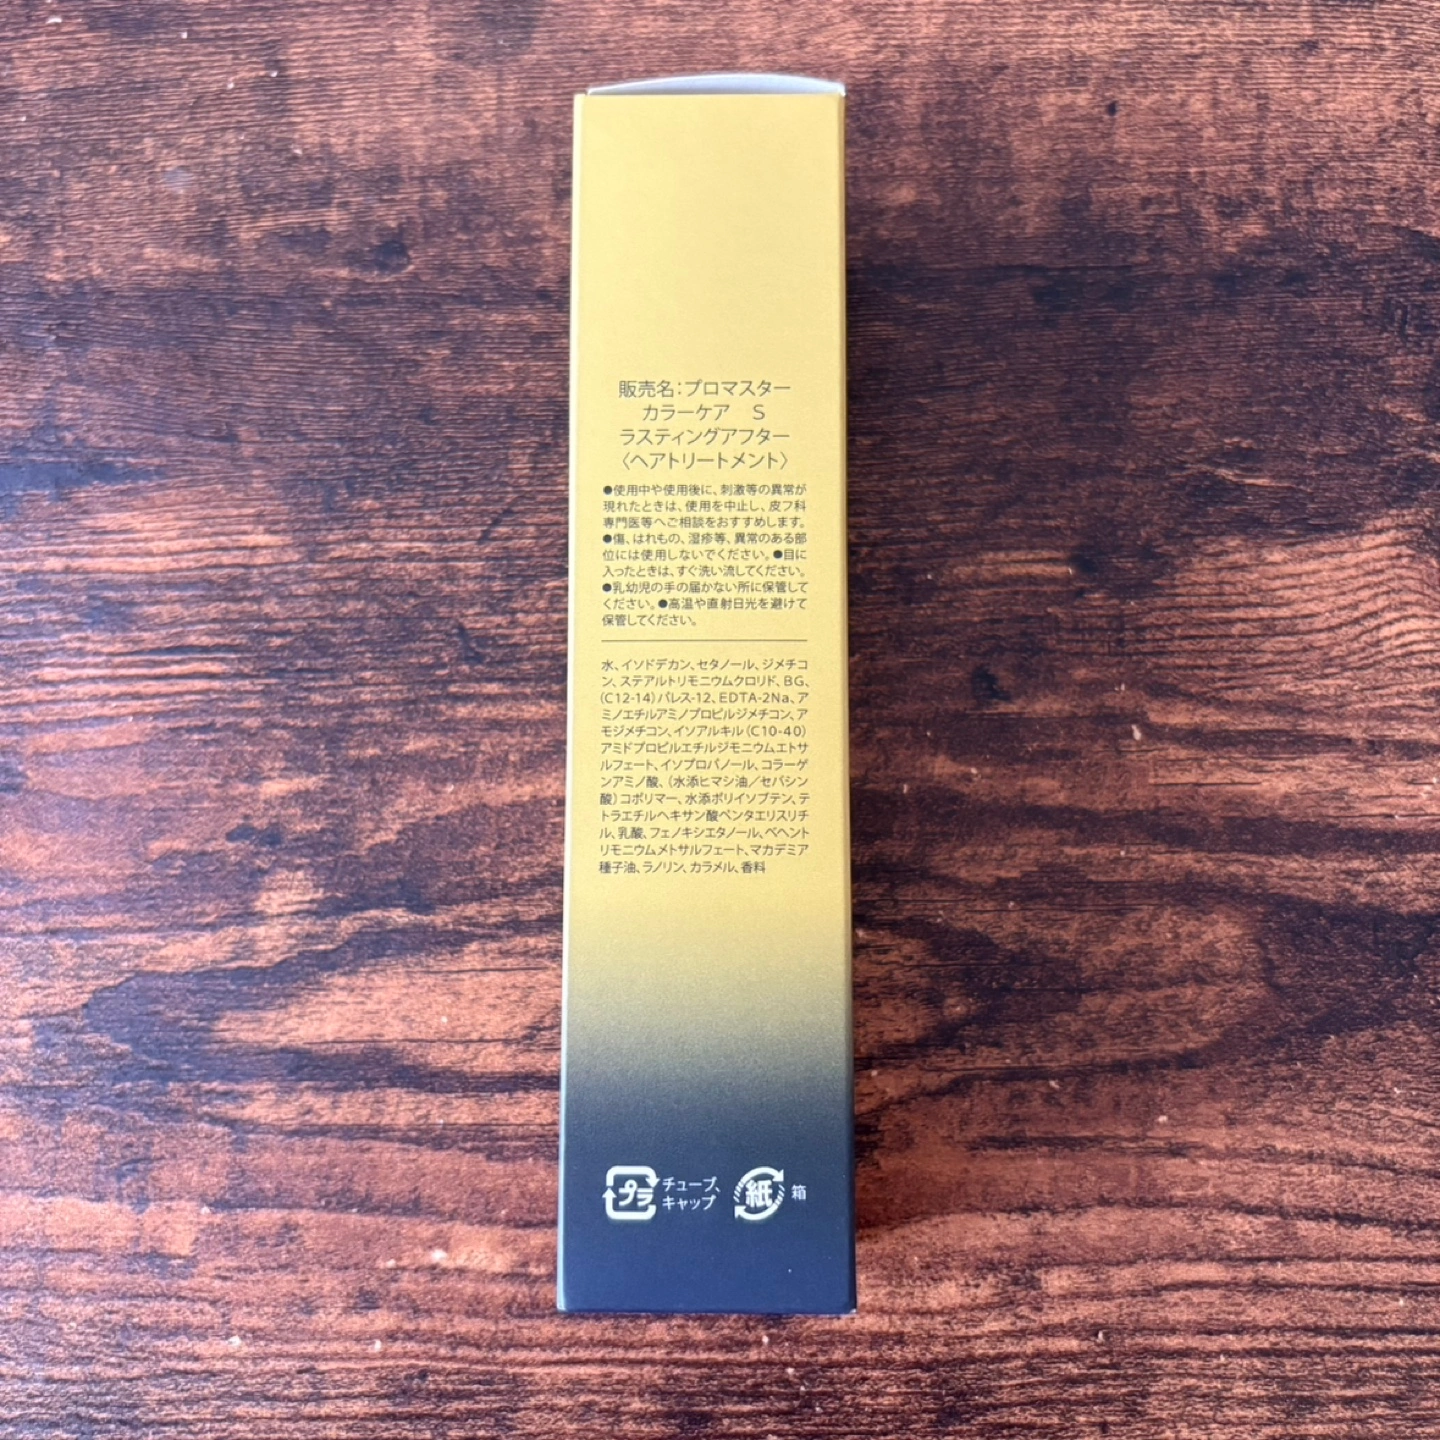 販売名：プロマスター
カラーケア　S
ラスティングアフター
〈ヘアトリートメント〉
●使用中や使用後に、刺激等の異常が
現れたときは、使用を中止し、皮フ科
専門医等へご相談をおすすめします。
●傷、はれもの、湿疹等、異常のある部
位には使用しないでください。●目に
入ったときは、すぐ洗い流してください。
●乳幼児の手の届かない所に保管して
ください。●高温や直射日光を避けて
保管してください。
水、イソドデカン、セタノール、ジメチコ
ン、ステアルトリモニウムクロリド、BG、
(C12-14)パレス-12、EDTA-2Na、ア
ミノエチルアミノプロピルジメチコン、ア
モジメチコン、イソアルキル(C10-40)
アミドプロピルエチルジモニウムエトサ
ルフェート、イソプロパノール、コラーゲ
ンアミノ酸、(水添ヒマシ油／セバシン
酸)コポリマー、水添ポリイソブテン、テ
トラエチルヘキサン酸ペンタエリスリチ
ル、乳酸、フェノキシエタノール、ベヘント
リモニウムメトサルフェート、マカデミア
種子油、ラノリン、カラメル、香料
プラ チューブ、
キャップ
紙 箱